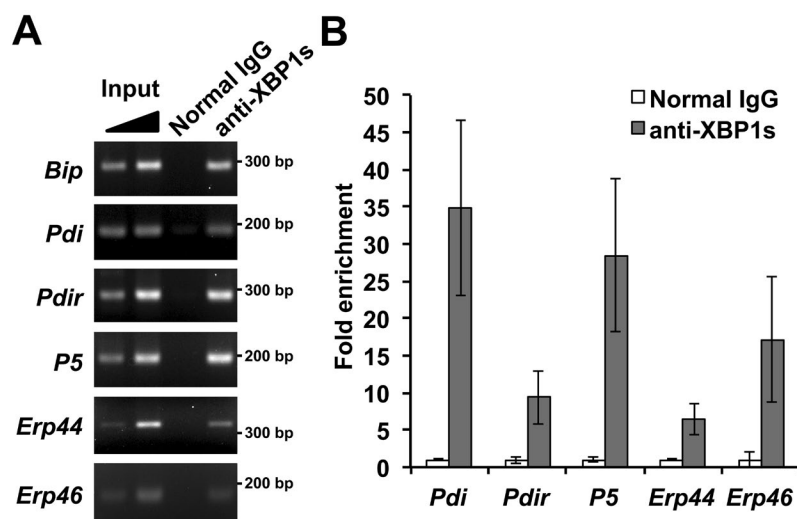 A
Input
Normal IgG
anti-XBP1s
Bip
300 bp
Pdi
200 bp
Pdir
300 bp
P5
200 bp
Erp44
300 bp
Erp46
200 bp
B
Normal IgG
anti-XBP1s
Fold enrichment
50
45
40
35
30
25
20
15
10
5
0
Pdi Pdir P5 Erp44 Erp46